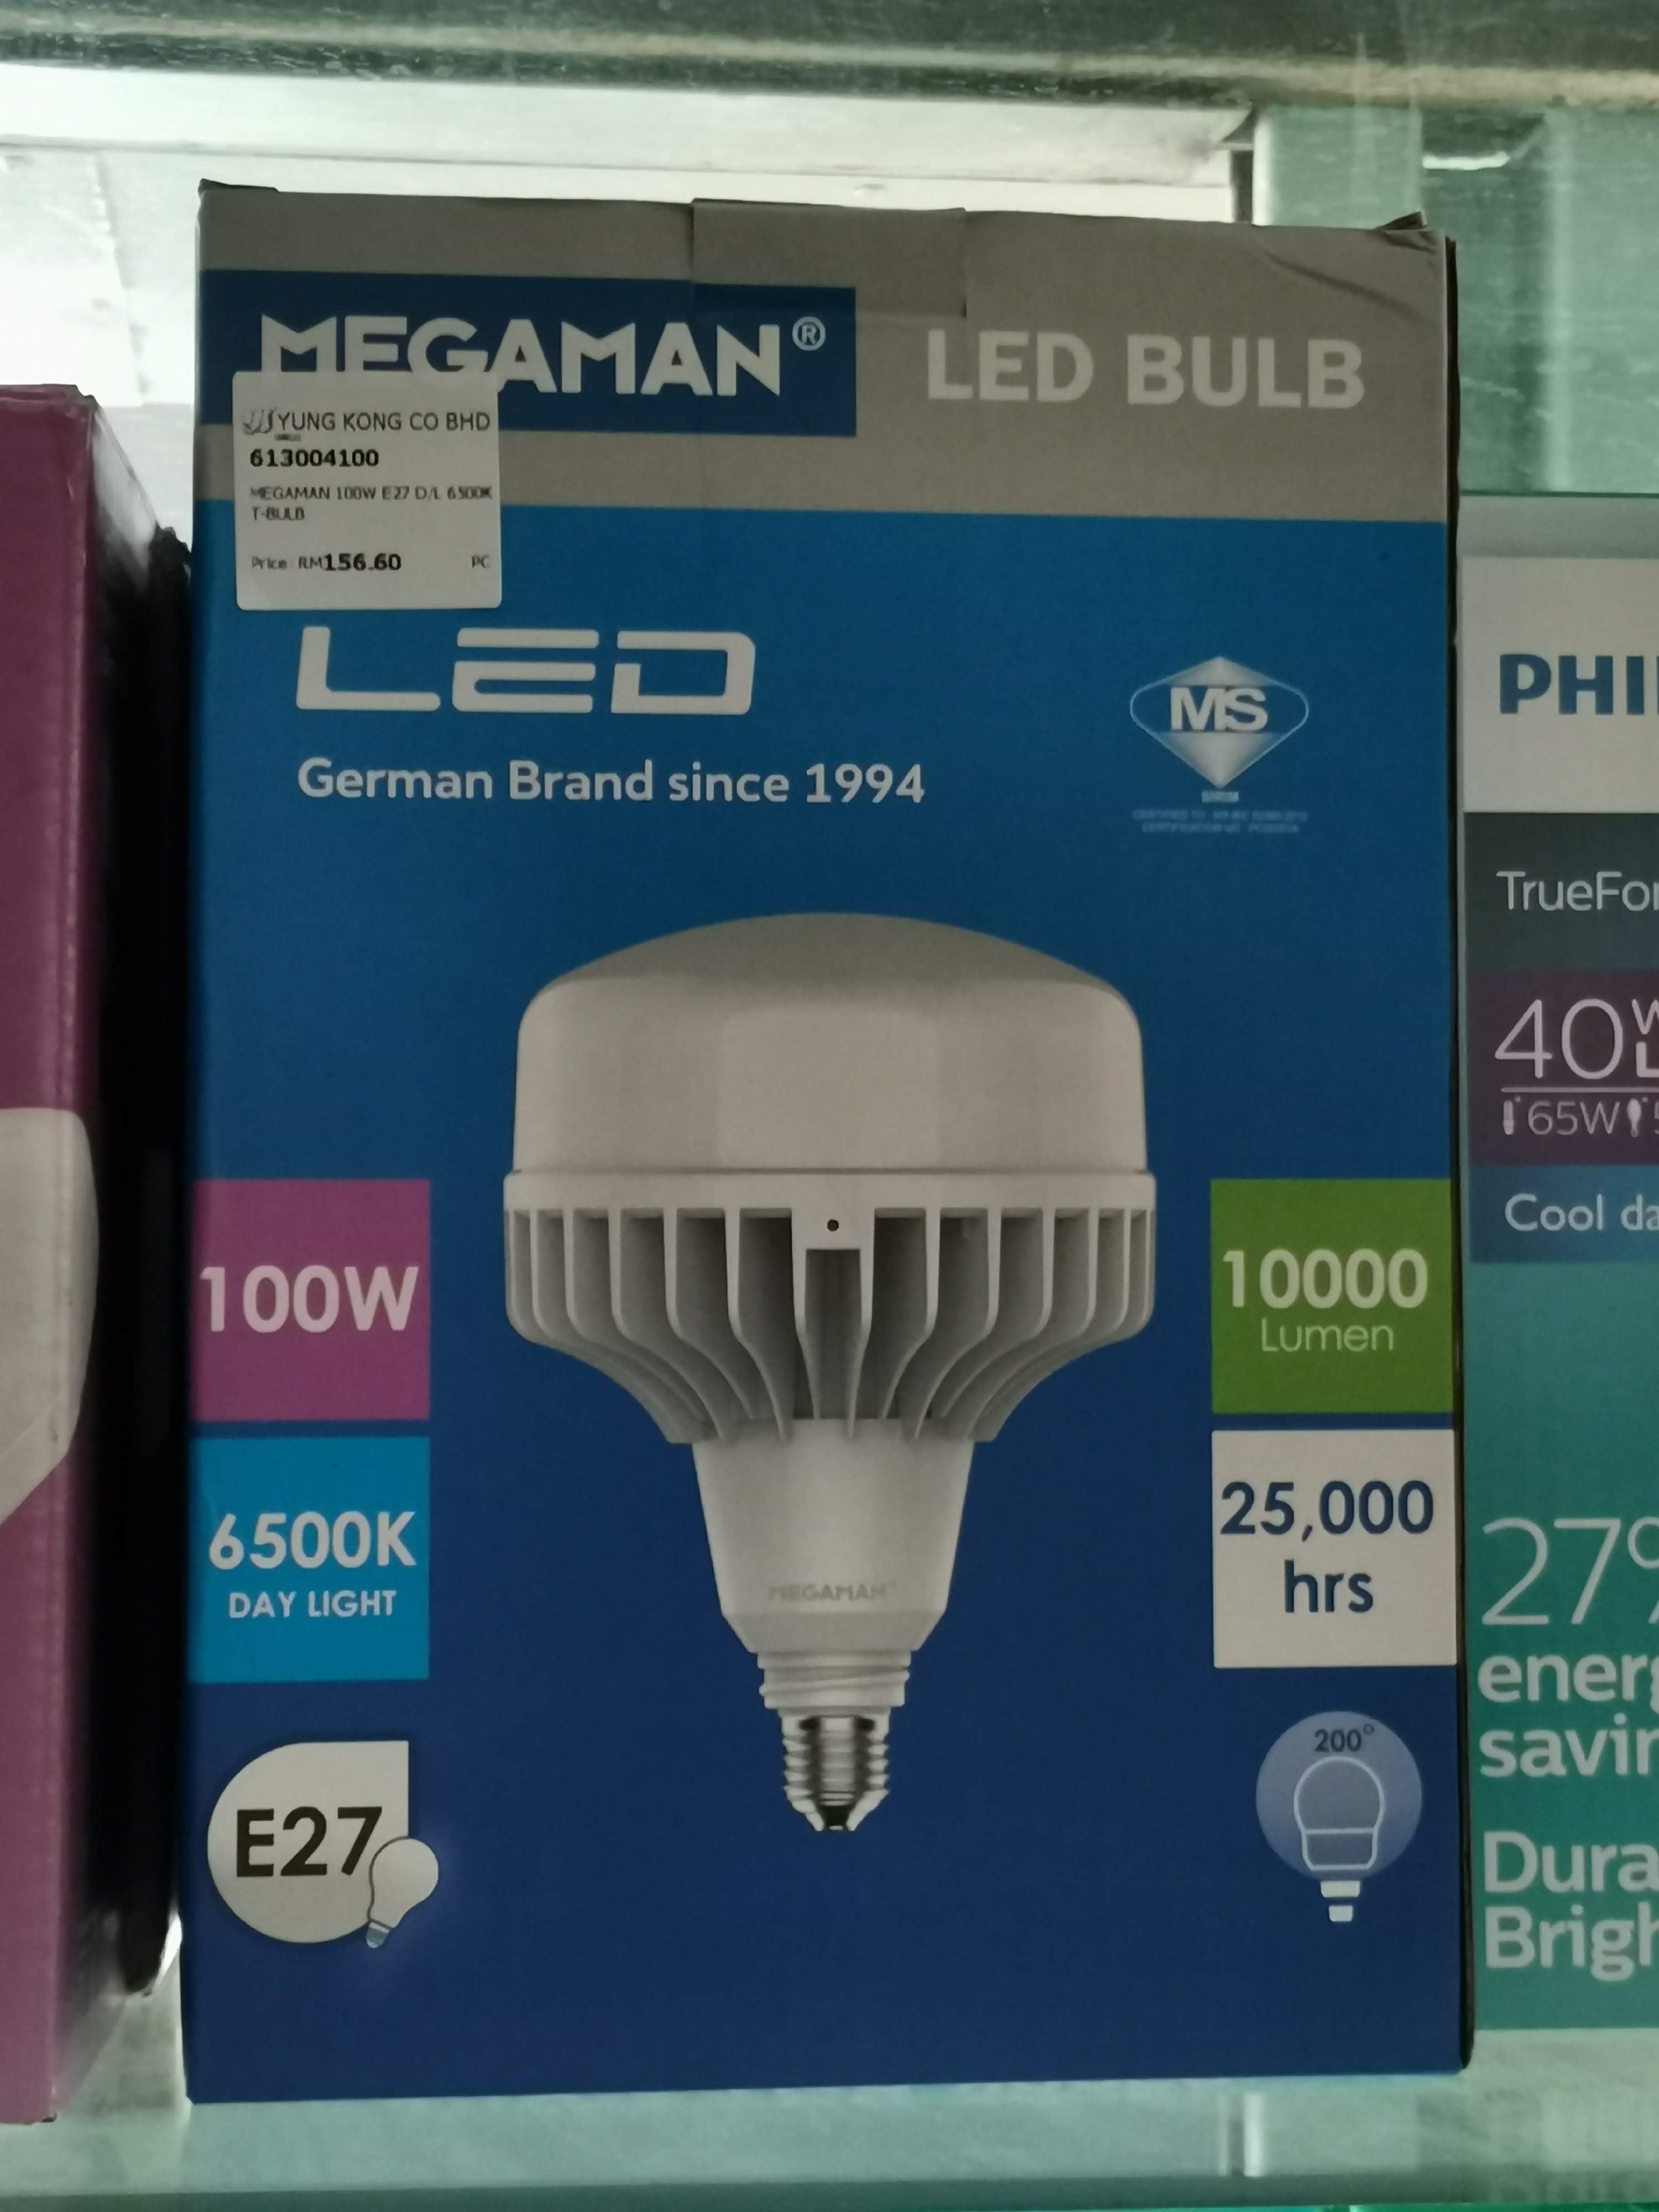 MEGAMAN®
LED BULB
YUNG KONG CO BHD
613004100
MEGAMAN 100W E27 D/L 6500K
T-BULB
Price RM156.60 PC
LED
German Brand since 1994
MS
100W
6500K
DAY LIGHT
E27
10000
Lumen
25,000
hrs
200°
MEGAMAN
PHI
TrueFor
40W
65W
Cool da
27%
energ
savin
Dura
Brigh